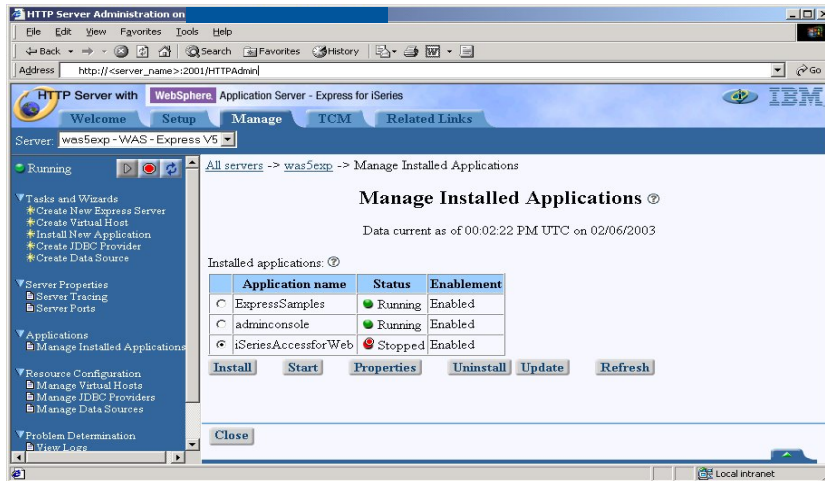 HTTP Server Administration on
File Edit View Favorites Tools Help
Back Search Favorites History
Address http://<server_name>:2001/HTTPAdmin Go
HTTP Server with WebSphere. Application Server - Express for iSeries
IBM
Welcome Setup Manage TCM Related Links
Server: was5exp - WAS - Express V5
Running
Tasks and Wizards
Create New Express Server
Create Virtual Host
Install New Application
Create JDBC Provider
Create Data Source
Server Properties
Server Tracing
Server Ports
Applications
Manage Installed Applications
Resource Configuration
Manage Virtual Hosts
Manage JDBC Providers
Manage Data Sources
Problem Determination
View Logs
All servers -> was5exp -> Manage Installed Applications
Manage Installed Applications
Data current as of 00:02:22 PM UTC on 02/06/2003
Installed applications:
Application name Status Enablement
ExpressSamples Running Enabled
adminconsole Running Enabled
iSeriesAccessforWeb Stopped Enabled
Install Start Properties Uninstall Update Refresh
Close
Local intranet